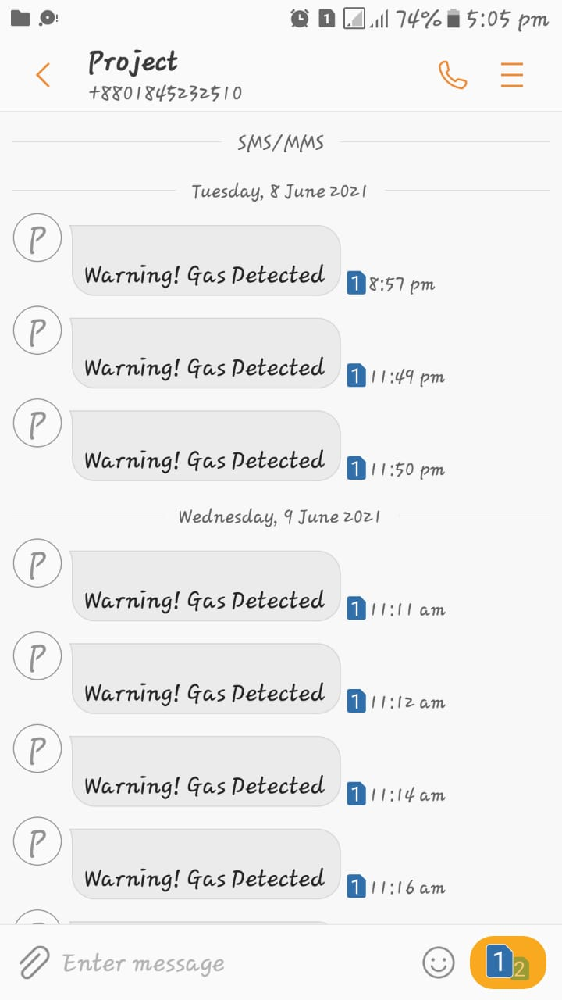 74% 5:05 pm
Project
+8801845232510
SMS/MMS
Tuesday, 8 June 2021
P
Warning! Gas Detected
1 8:57 pm
P
Warning! Gas Detected
1 11:49 pm
P
Warning! Gas Detected
1 11:50 pm
Wednesday, 9 June 2021
P
Warning! Gas Detected
1 11:11 am
P
Warning! Gas Detected
1 11:12 am
P
Warning! Gas Detected
1 11:14 am
P
Warning! Gas Detected
1 11:16 am
Enter message
1 2